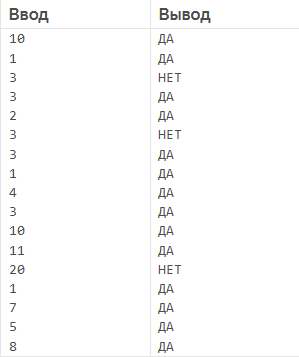 Ввод Вывод
10 ДА
1 ДА
3 НЕТ
3 ДА
2 ДА
3 НЕТ
3 ДА
1 ДА
4 ДА
3 ДА
10 ДА
11 ДА
20 НЕТ
1 ДА
7 ДА
5 ДА
8 ДА